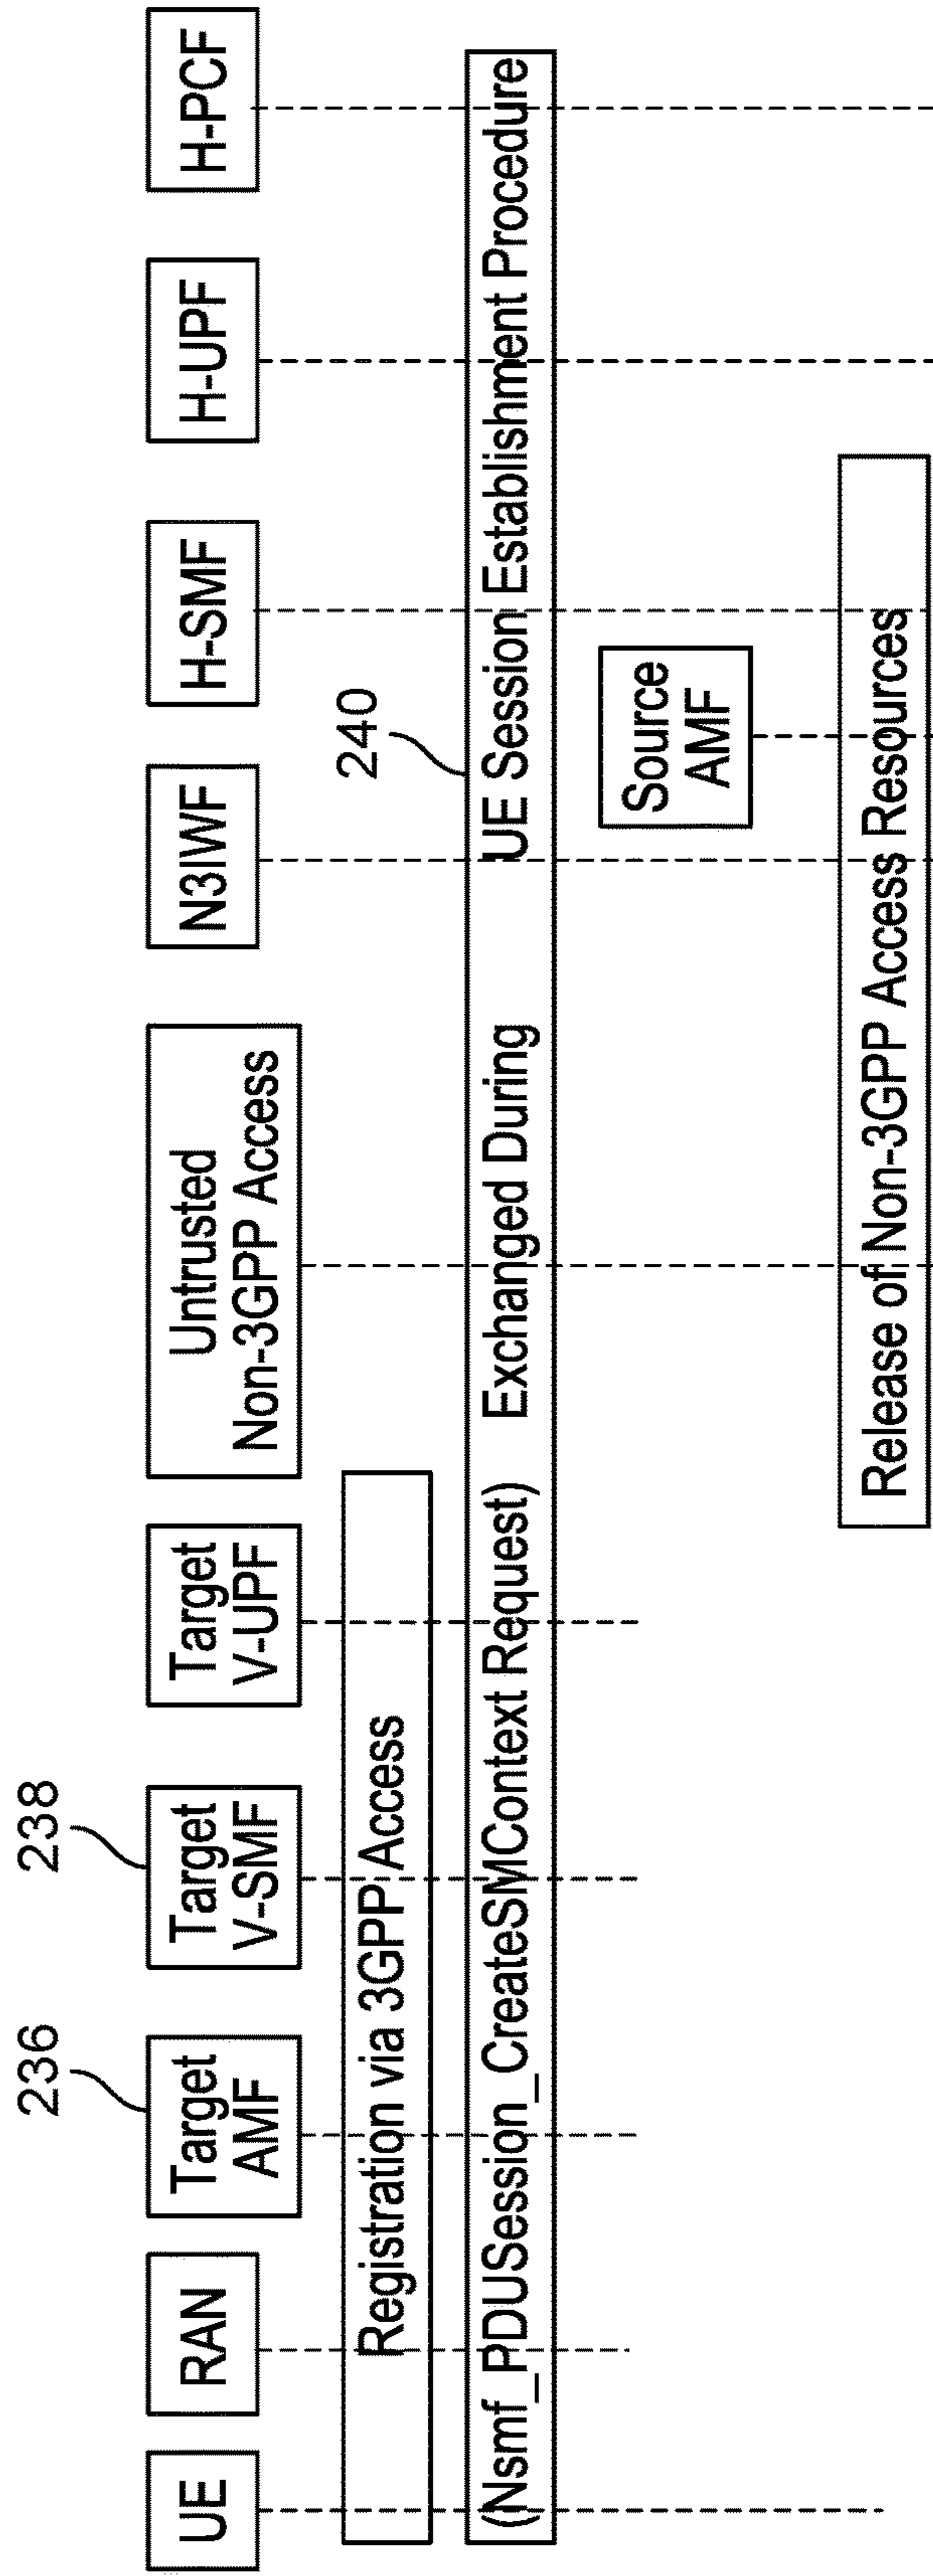 236
238
UE
RAN
Target
AMF
Target
V-SMF
Target
V-UPF
Untrusted
Non-3GPP Access
N3IWF
H-SMF
H-UPF
H-PCF
Registration via 3GPP Access
240
(Nsmf_PDUSession_CreateSMContext Request) Exchanged During UE Session Establishment Procedure
Source
AMF
Release of Non-3GPP Access Resources